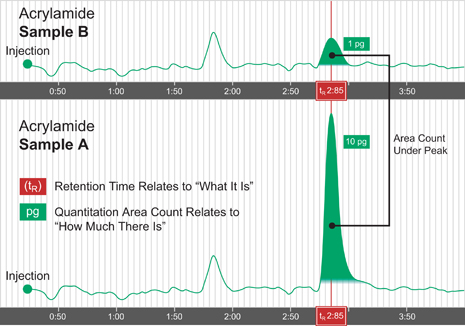 Acrylamide
Sample B
Injection
1 pg
0:50 1:00 1:50 2:00 2:50 tR 2:85 3:50
Acrylamide
Sample A
10 pg
Area Count
Under Peak
(tR) Retention Time Relates to “What It Is”
pg Quantitation Area Count Relates to
“How Much There Is”
Injection
0:50 1:00 1:50 2:00 2:50 tR 2:85 3:50